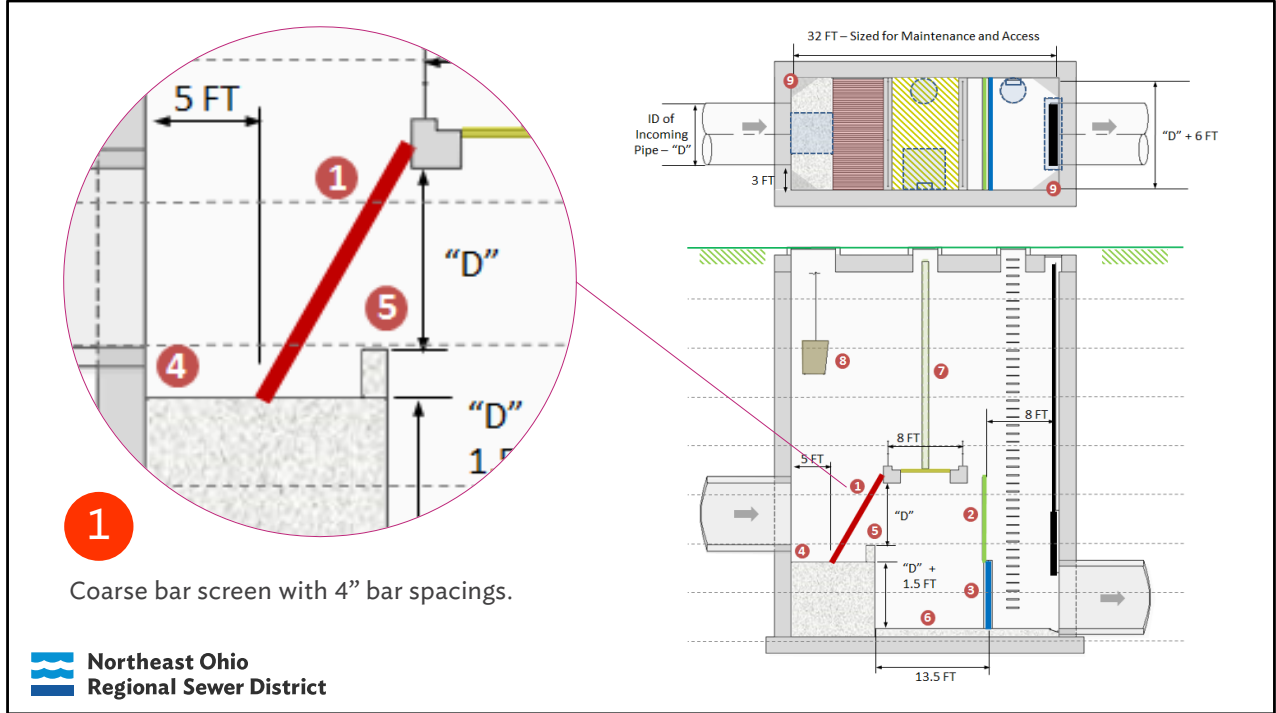 5 FT
1
"D"
5
4
"D"
1.5
1
Coarse bar screen with 4” bar spacings.
Northeast Ohio
Regional Sewer District
32 FT – Sized for Maintenance and Access
9
ID of
Incoming
Pipe – “D”
“D” + 6 FT
3 FT
9
8
7
8 FT
8 FT
5 FT
1
2
5
“D”
4
“D” +
1.5 FT
3
6
13.5 FT